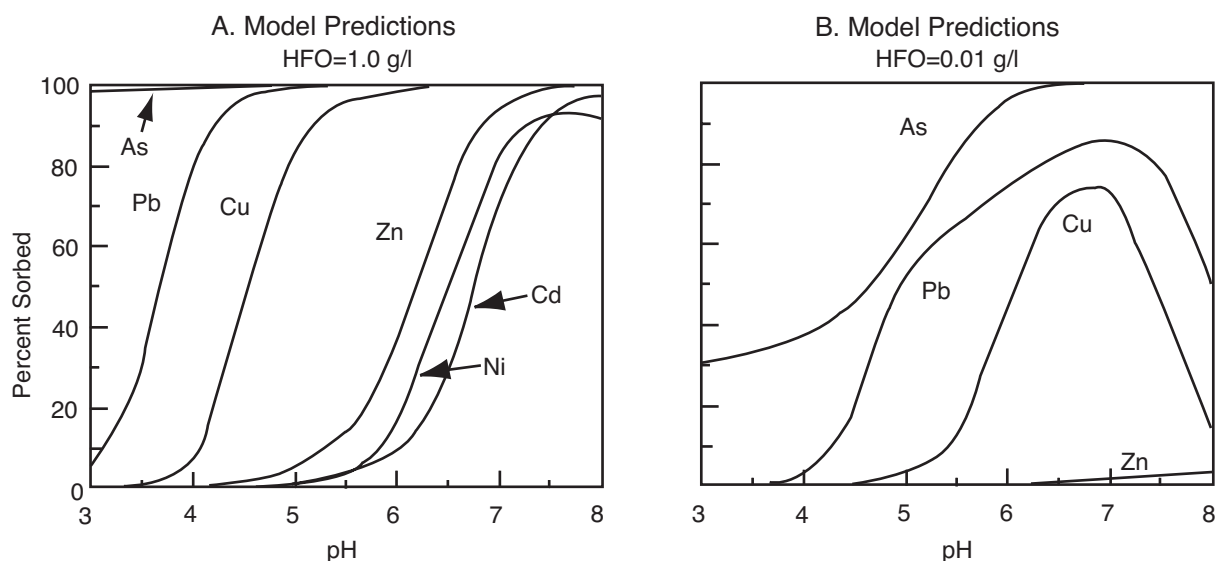 A. Model Predictions
HFO=1.0 g/l
100
80
60
40
20
0
Percent Sorbed
As
Pb
Cu
Zn
Cd
Ni
3
4
5
6
7
8
pH
B. Model Predictions
HFO=0.01 g/l
As
Pb
Cu
Zn
3
4
5
6
7
8
pH